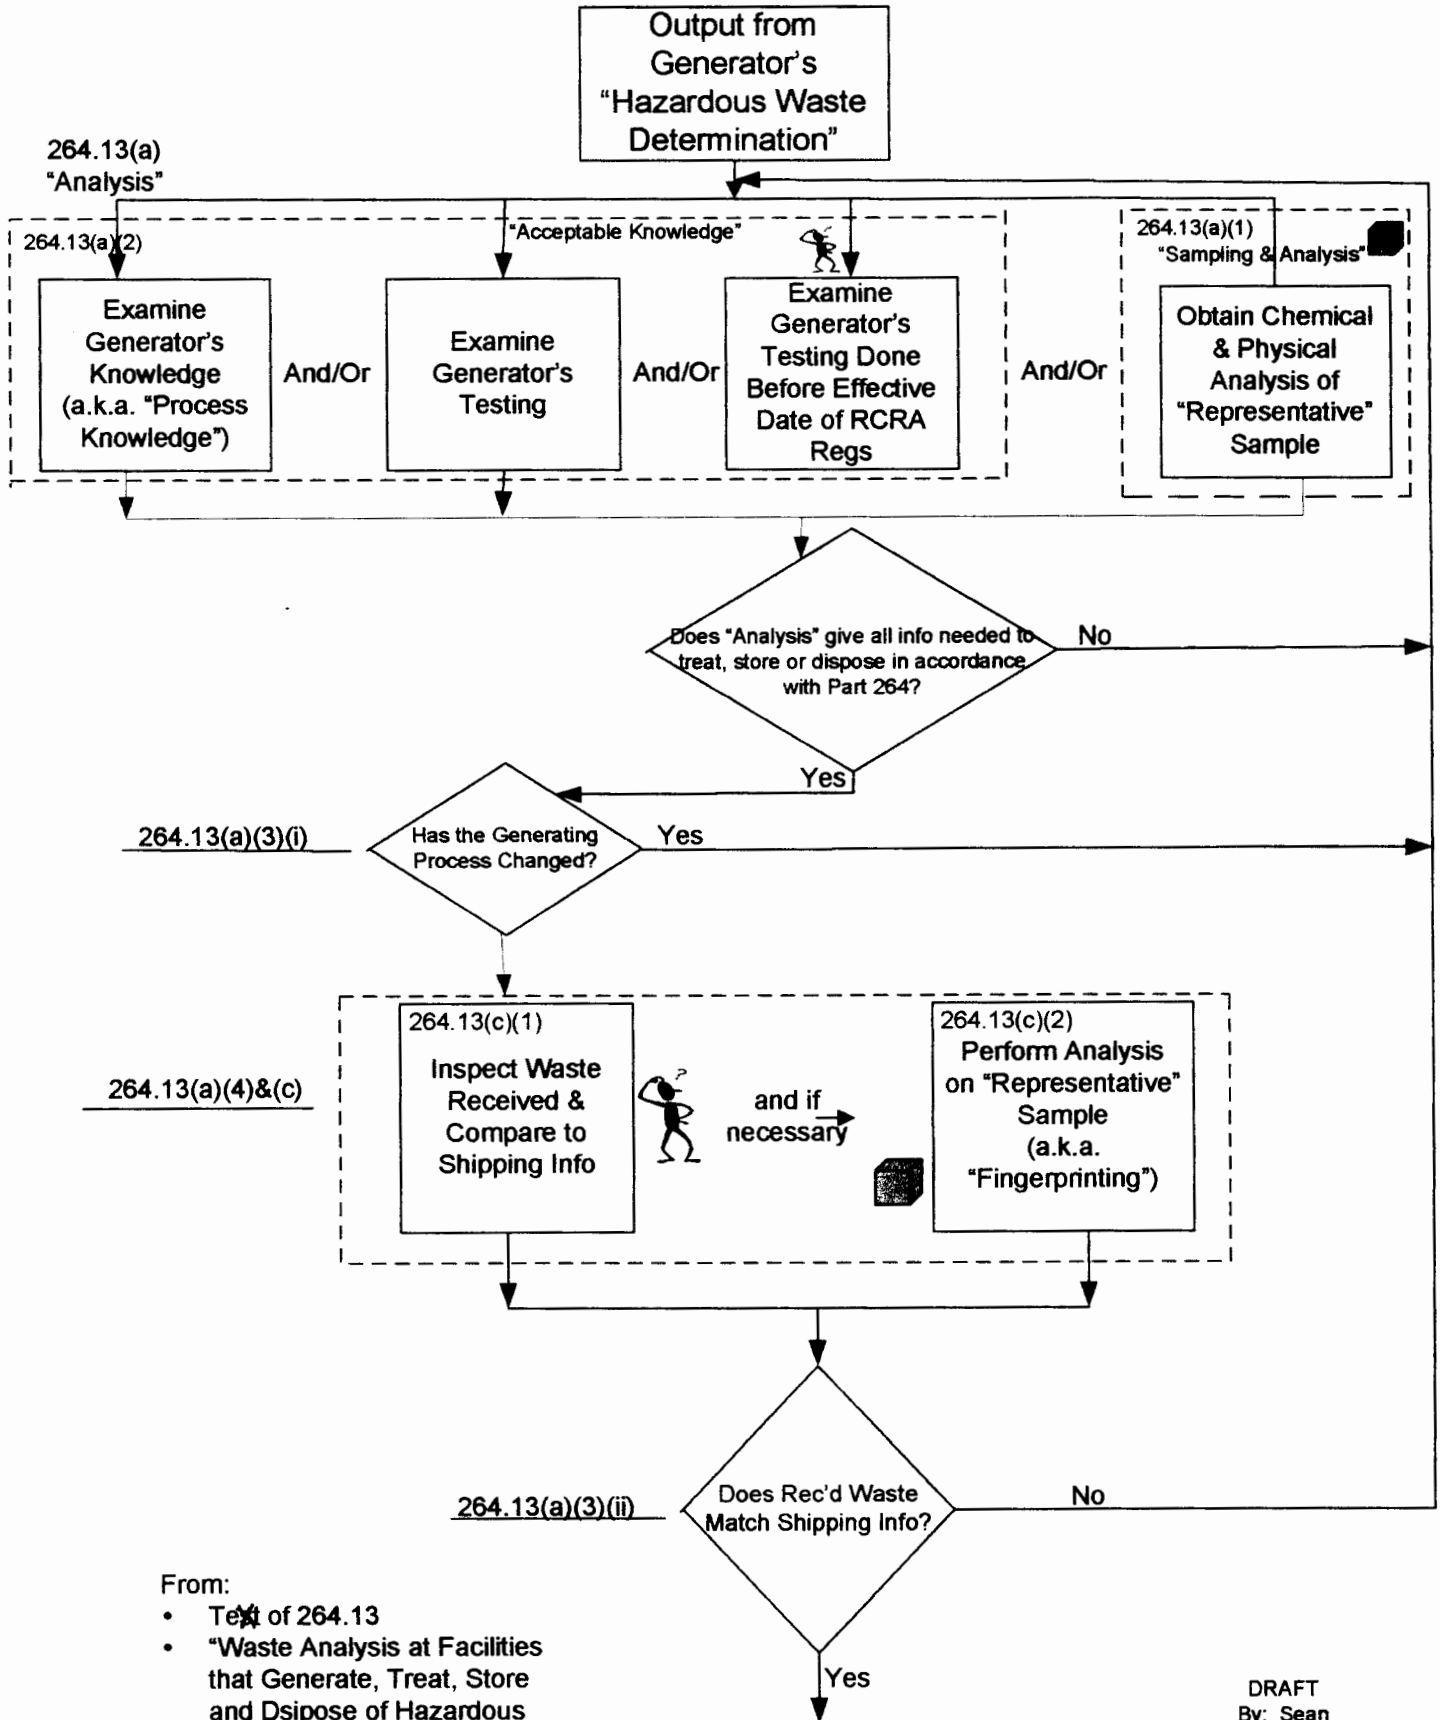 Output from
Generator's
"Hazardous Waste
Determination"
264.13(a)
"Analysis"
264.13(a)(2)
"Acceptable Knowledge"
264.13(a)(1)
"Sampling & Analysis"
Examine
Generator's
Knowledge
(a.k.a. "Process
Knowledge")
And/Or
Examine
Generator's
Testing
And/Or
Examine
Generator's
Testing Done
Before Effective
Date of RCRA
Regs
And/Or
Obtain Chemical
& Physical
Analysis of
"Representative"
Sample
Does "Analysis" give all info needed to
treat, store or dispose in accordance
with Part 264?
No
Yes
264.13(a)(3)(i)
Has the Generating
Process Changed?
Yes
264.13(a)(4)&(c)
264.13(c)(1)
Inspect Waste
Received &
Compare to
Shipping Info
?
and if
necessary
264.13(c)(2)
Perform Analysis
on "Representative"
Sample
(a.k.a.
"Fingerprinting")
264.13(a)(3)(ii)
Does Rec'd Waste
Match Shipping Info?
No
Yes
From:
• Text of 264.13
• "Waste Analysis at Facilities
that Generate, Treat, Store
and Dsipose of Hazardous
DRAFT
By: Sean